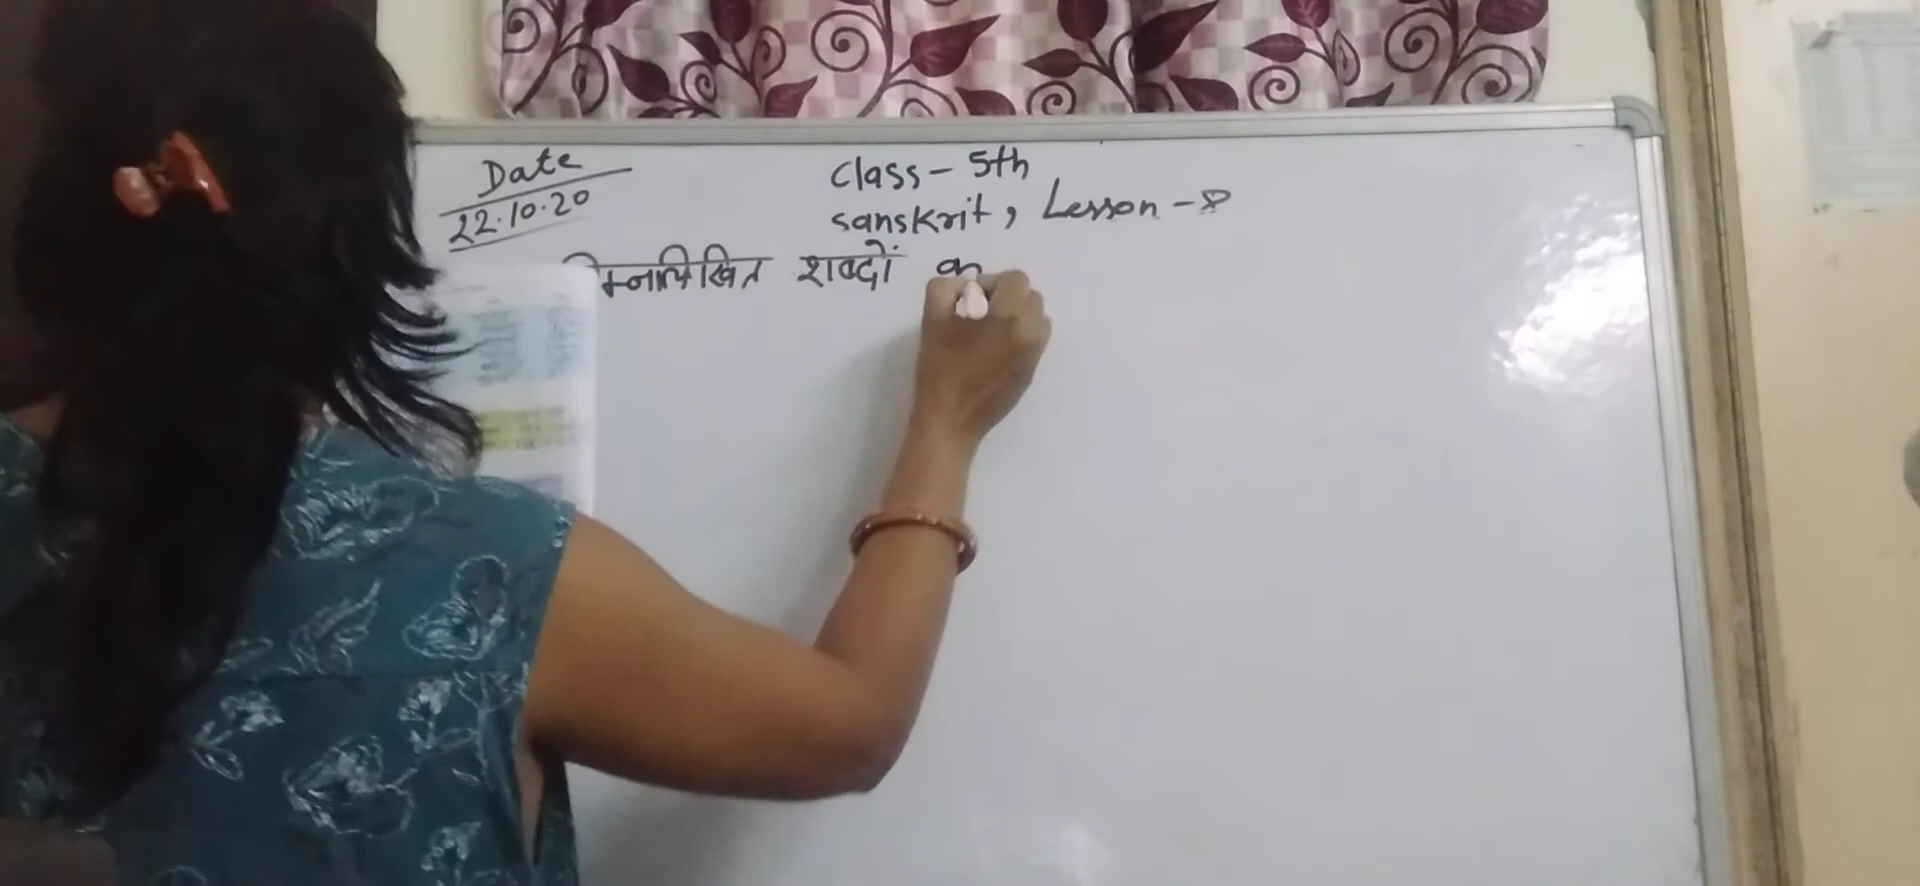 Date
22.10.20
Class - 5th
Sanskrit, Lesson - 8
निम्नलिखित शब्दों